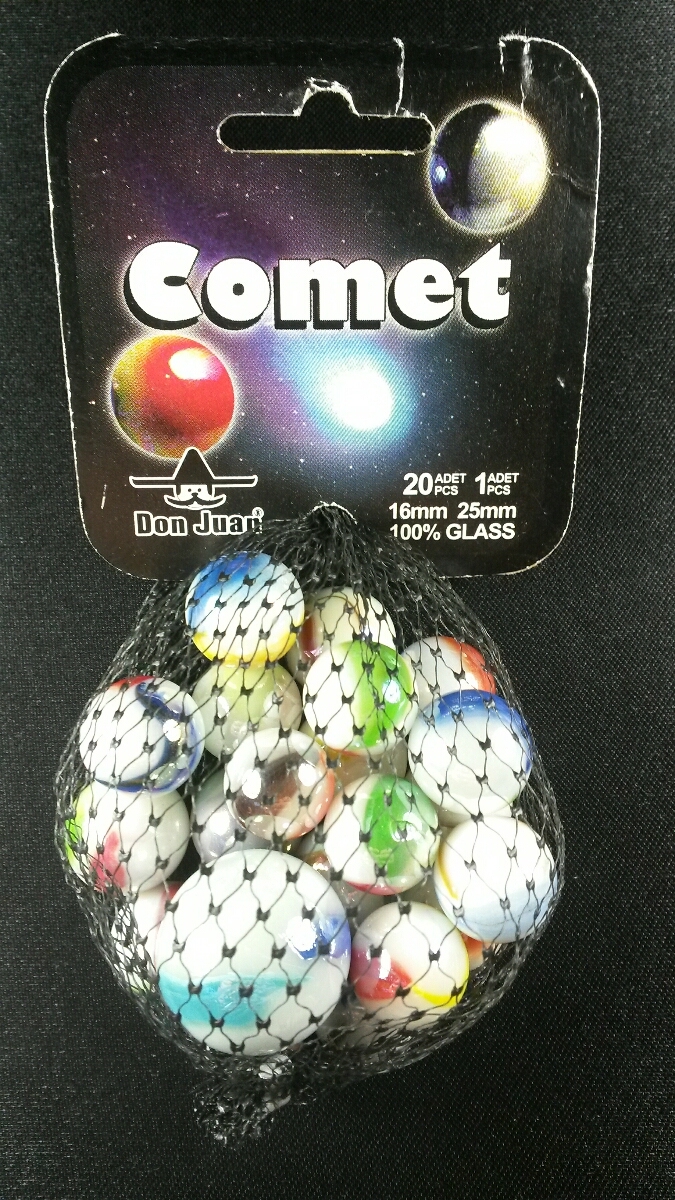 Comet
Don Juan
20 ADET PCS 1 ADET PCS
16mm 25mm
100% GLASS